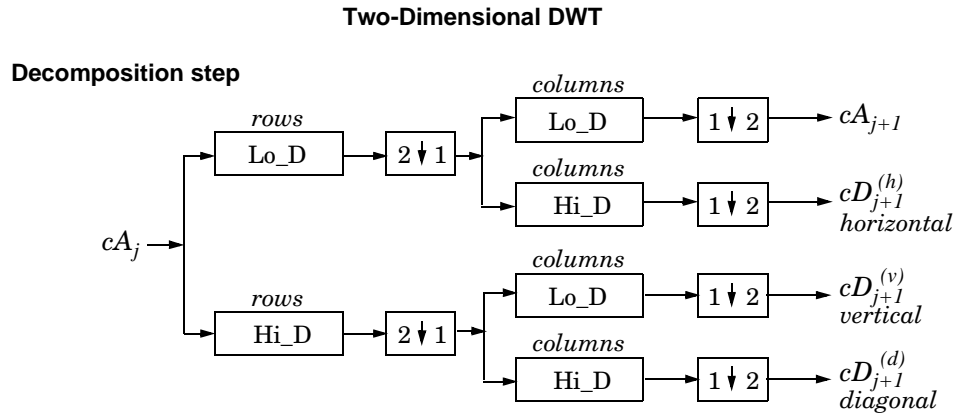 Two-Dimensional DWT
Decomposition step
columns
rows
Lo_D
1 ↓ 2
cA_{j+1}
Lo_D
2 ↓ 1
columns
Hi_D
1 ↓ 2
cD_{j+1}^{(h)}
horizontal
cA_j
columns
rows
Lo_D
1 ↓ 2
cD_{j+1}^{(v)}
vertical
Hi_D
2 ↓ 1
columns
Hi_D
1 ↓ 2
cD_{j+1}^{(d)}
diagonal